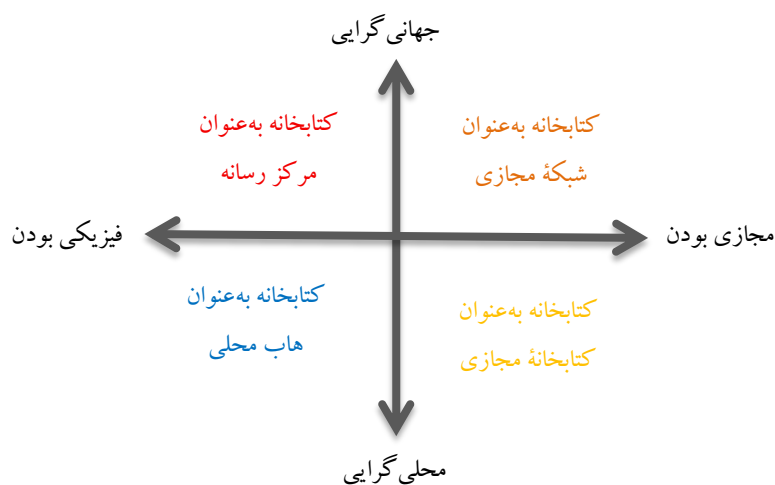 جهانی‌گرایی
کتابخانه به‌عنوان
شبکهٔ مجازی
کتابخانه به‌عنوان
مرکز رسانه
مجازی بودن
فیزیکی بودن
کتابخانه به‌عنوان
کتابخانهٔ مجازی
کتابخانه به‌عنوان
هاب محلی
محلی‌گرایی